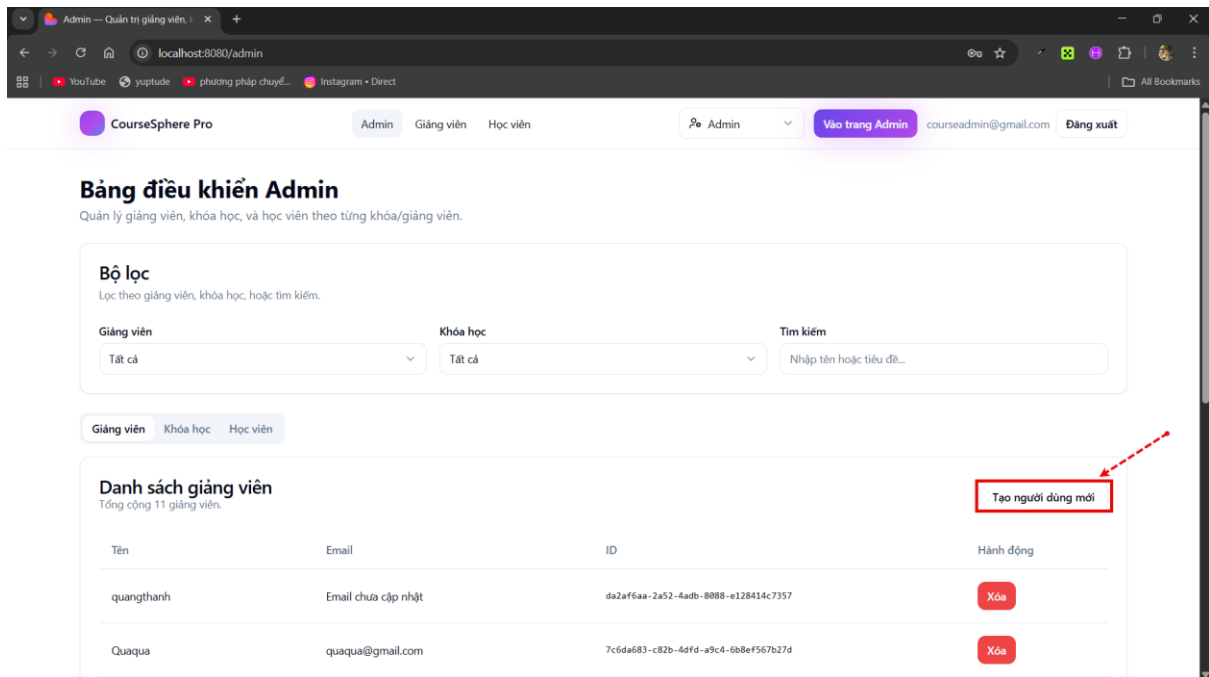 Admin — Quản trị giảng viên, k
localhost:8080/admin
YouTube yuptude phương pháp chuyể... Instagram • Direct All Bookmarks
CourseSphere Pro Admin Giảng viên Học viên Admin Vào trang Admin courseadmin@gmail.com Đăng xuất
Bảng điều khiển Admin
Quản lý giảng viên, khóa học, và học viên theo từng khóa/giảng viên.
Bộ lọc
Lọc theo giảng viên, khóa học, hoặc tìm kiếm.
Giảng viên Khóa học Tìm kiếm
Tất cả Tất cả Nhập tên hoặc tiêu đề...
Giảng viên Khóa học Học viên
Danh sách giảng viên
Tổng cộng 11 giảng viên.
Tạo người dùng mới
Tên Email ID Hành động
quangthanh Email chưa cập nhật da2af6aa-2a52-4adb-8088-e128414c7357 Xóa
Quaqua quaqua@gmail.com 7c6da683-c82b-4dfd-a9c4-6b8ef567b27d Xóa